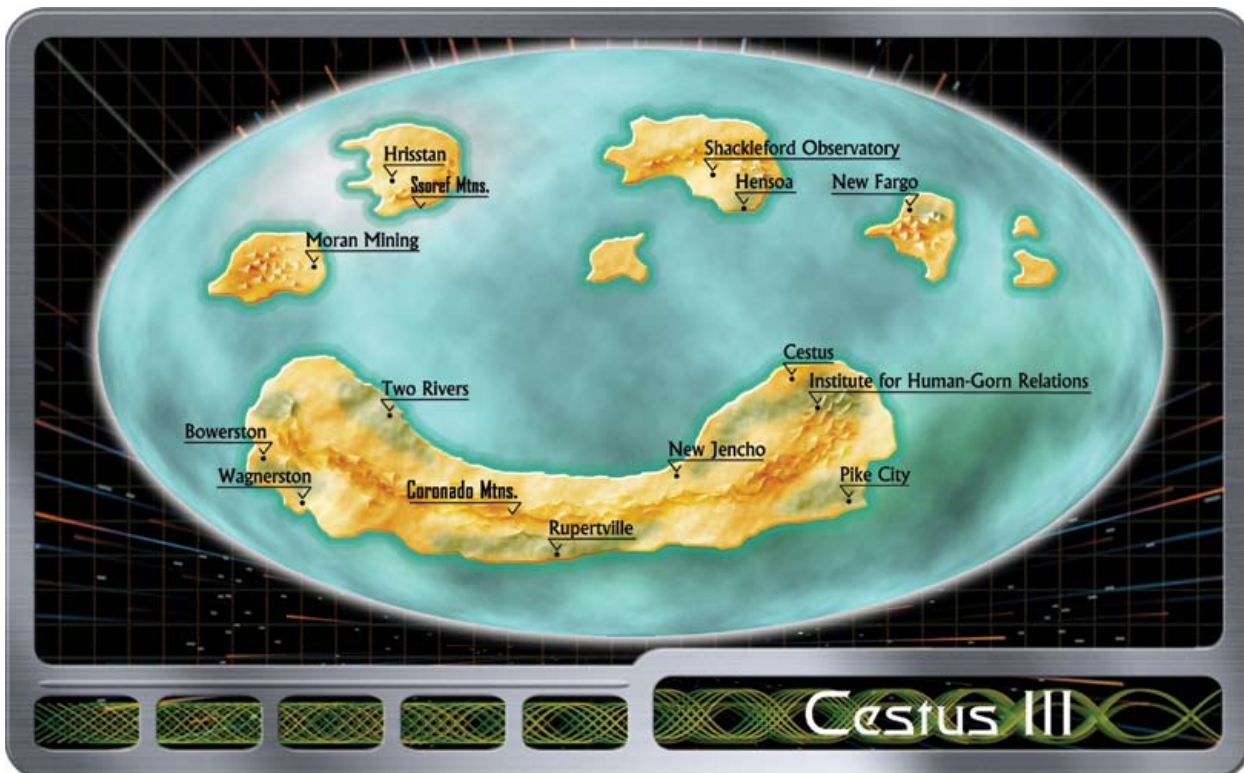 Shackleford Observatory
Hrisstan
Hensoa
New Fargo
Ssoref Mtns.
Moran Mining
Cestus
Two Rivers
Institute for Human-Gorn Relations
Bowerston
New Jencho
Wagnerston
Pike City
Coronado Mtns.
Rupertville
Cestus III